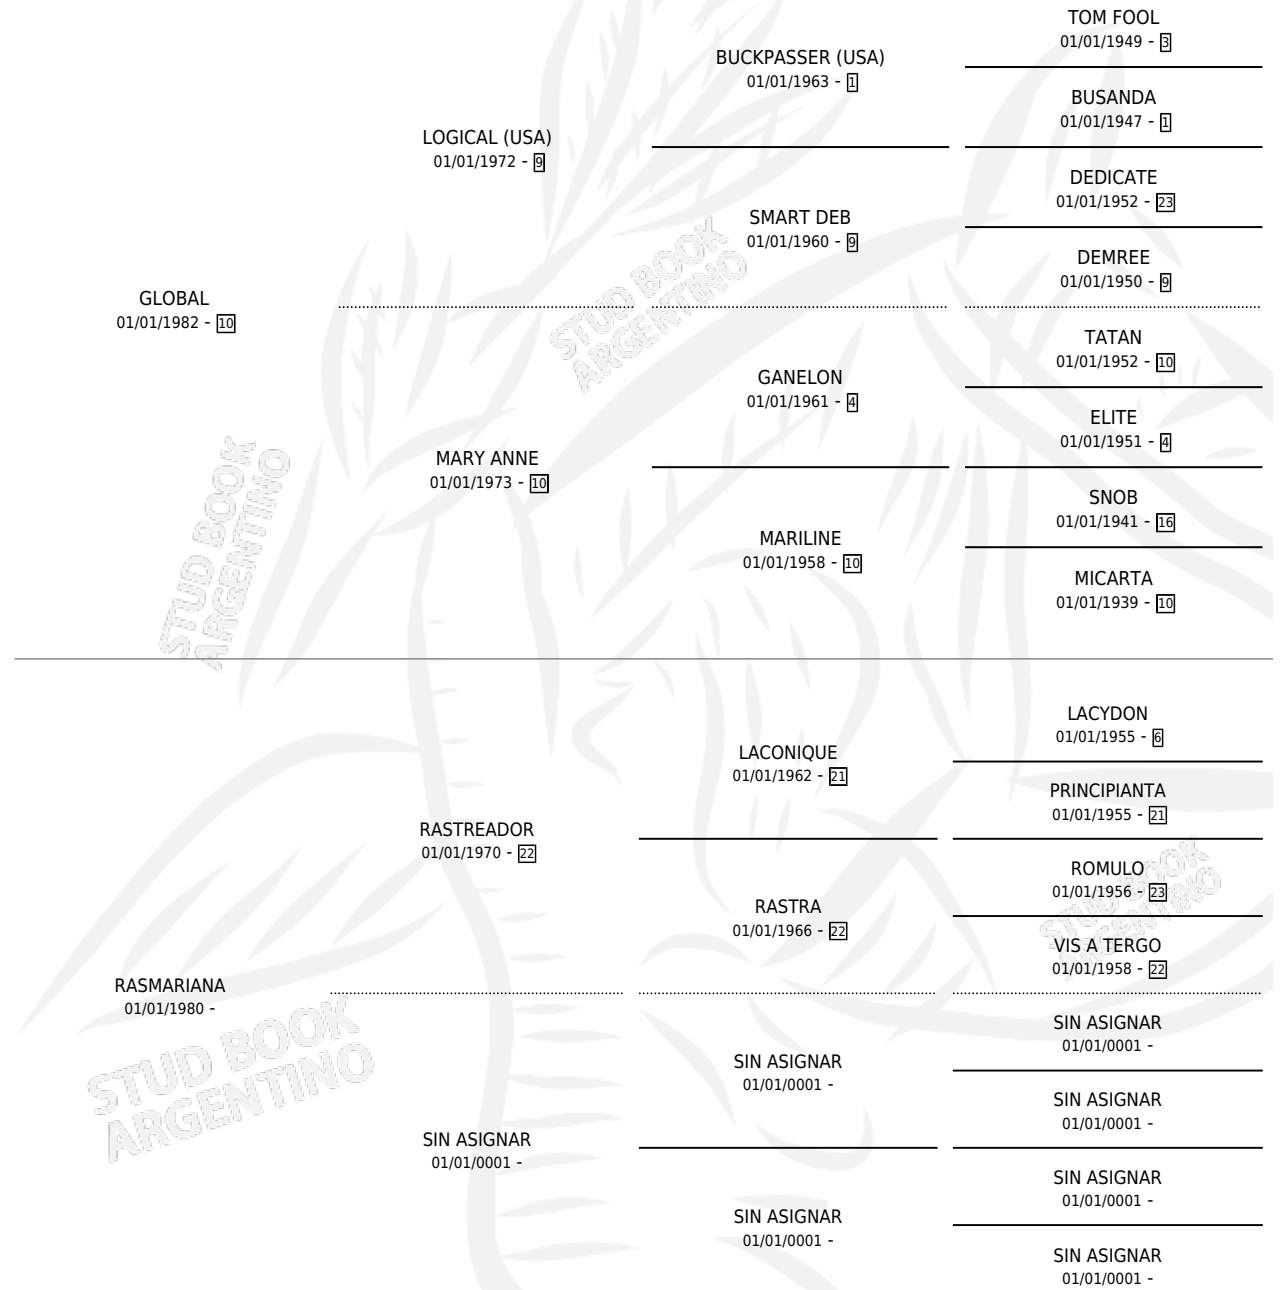 TOM FOOL
01/01/1949 - 3
BUCKPASSER (USA)
01/01/1963 - 1
BUSANDA
01/01/1947 - 1
LOGICAL (USA)
01/01/1972 - 9
DEDICATE
01/01/1952 - 23
SMART DEB
01/01/1960 - 9
DEMREE
01/01/1950 - 9
GLOBAL
01/01/1982 - 10
TATAN
01/01/1952 - 10
GANELON
01/01/1961 - 4
ELITE
01/01/1951 - 4
MARY ANNE
01/01/1973 - 10
SNOB
01/01/1941 - 16
MARILINE
01/01/1958 - 10
MICARTA
01/01/1939 - 10
LACYDON
01/01/1955 - 6
LACONIQUE
01/01/1962 - 21
PRINCIPIANTA
01/01/1955 - 21
RASTREADOR
01/01/1970 - 22
ROMULO
01/01/1956 - 23
RASTRA
01/01/1966 - 22
VIS A TERGO
01/01/1958 - 22
RASMARIANA
01/01/1980 -
SIN ASIGNAR
01/01/0001 -
SIN ASIGNAR
01/01/0001 -
SIN ASIGNAR
01/01/0001 -
SIN ASIGNAR
01/01/0001 -
SIN ASIGNAR
01/01/0001 -
SIN ASIGNAR
01/01/0001 -
SIN ASIGNAR
01/01/0001 -
STUD BOOK
ARGENTINO
STUD BOOK
ARGENTINO
STUD BOOK
ARGENTINO
STUD BOOK
ARGENTINO